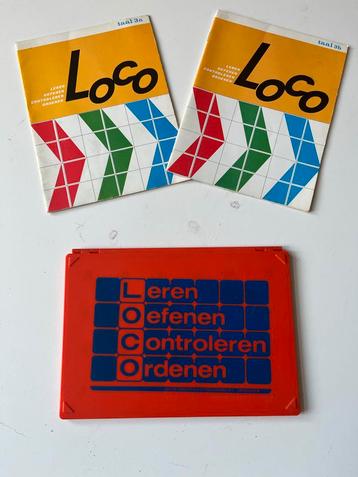 taal 3a
LOCO
LEREN
OEFENEN
CONTROLEREN
ORDENEN
taal 3b
LOCO
LEREN
OEFENEN
CONTROLEREN
ORDENEN
Leren
Oefenen
Controleren
Ordenen